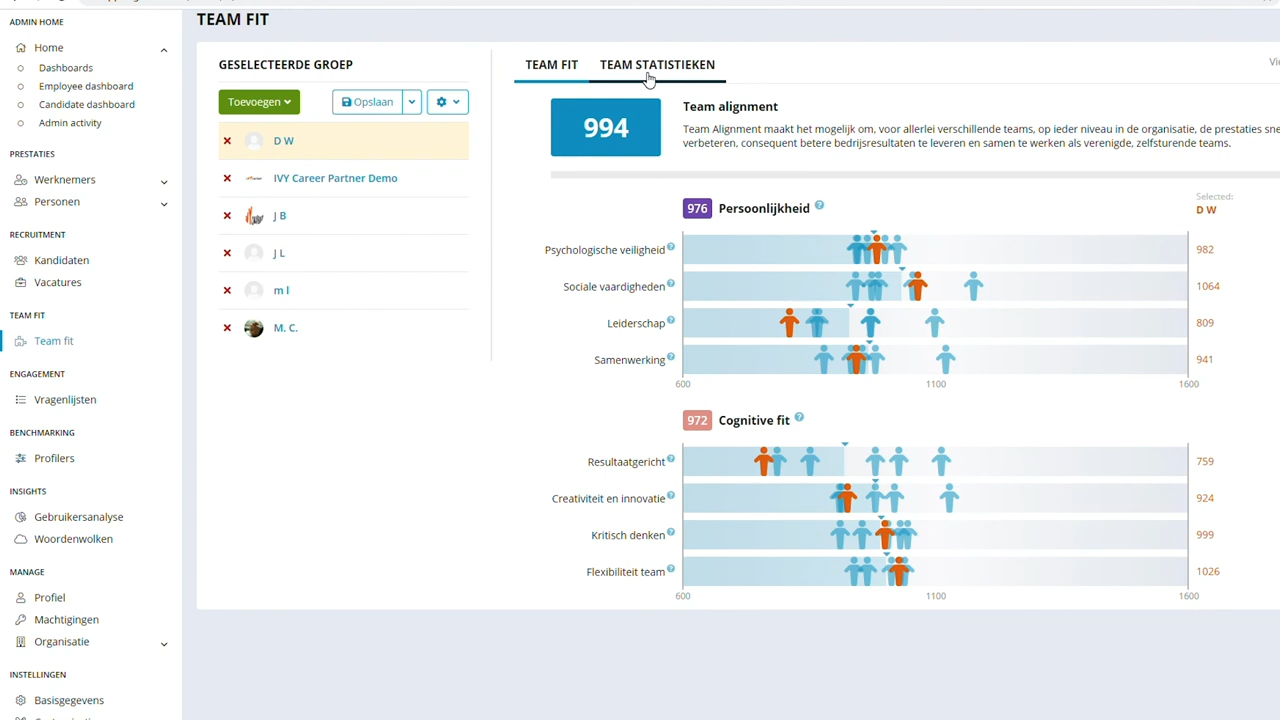 ADMIN HOME
Home
Dashboards
Employee dashboard
Candidate dashboard
Admin activity
PRESTATIES
Werknemers
Personen
RECRUITMENT
Kandidaten
Vacatures
TEAM FIT
Team fit
ENGAGEMENT
Vragenlijsten
BENCHMARKING
Profilers
INSIGHTS
Gebruikersanalyse
Woordenwolken
MANAGE
Profiel
Machtigingen
Organisatie
INSTELLINGEN
Basisgegevens
TEAM FIT
GESELECTEERDE GROEP
Toevoegen
Opslaan
D W
IVY Career Partner Demo
J B
J L
m l
M. C.
TEAM FIT
TEAM STATISTIEKEN
994
Team alignment
Team Alignment maakt het mogelijk om, voor allerlei verschillende teams, op ieder niveau in de organisatie, de prestaties
verbeteren, consequent betere bedrijsresultaten te leveren en samen te werken als verenigde, zelfsturende teams.
976 Persoonlijkheid ?
Selected:
D W
Psychologische veiligheid ? 982
Sociale vaardigheden ? 1064
Leiderschap ? 809
Samenwerking ? 941
600 1100 1600
972 Cognitive fit ?
Resultaatgericht ? 759
Creativiteit en innovatie ? 924
Kritisch denken ? 999
Flexibiliteit team ? 1026
600 1100 1600